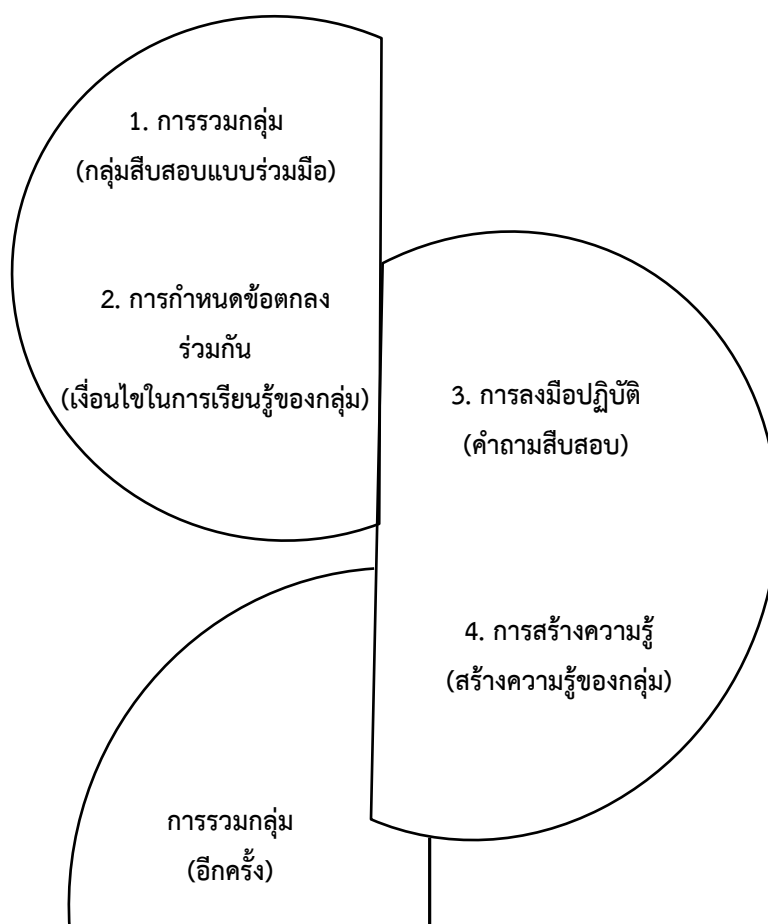 1. การรวมกลุ่ม
(กลุ่มสืบสอบแบบร่วมมือ)
2. การกำหนดข้อตกลง
ร่วมกัน
(เงื่อนไขในการเรียนรู้ของกลุ่ม)
3. การลงมือปฏิบัติ
(คำถามสืบสอบ)
4. การสร้างความรู้
(สร้างความรู้ของกลุ่ม)
การรวมกลุ่ม
(อีกครั้ง)